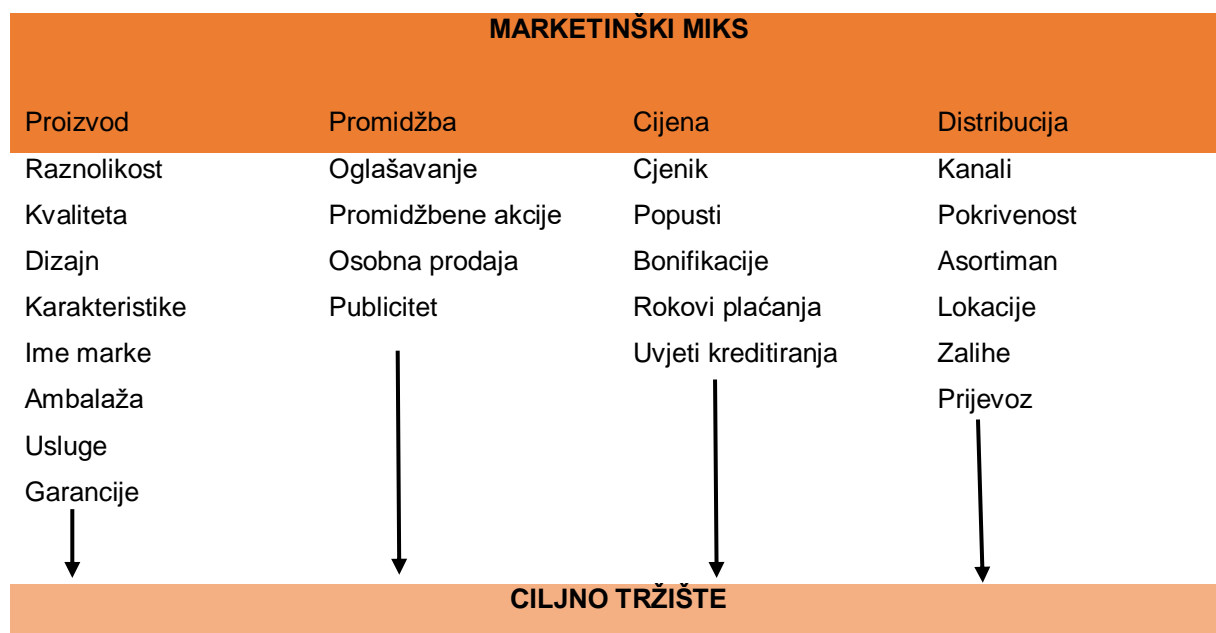 MARKETINŠKI MIKS
Proizvod Promidžba Cijena Distribucija
Raznolikost Oglašavanje Cjenik Kanali
Kvaliteta Promidžbene akcije Popusti Pokrivenost
Dizajn Osobna prodaja Bonifikacije Asortiman
Karakteristike Publicitet Rokovi plaćanja Lokacije
Ime marke Uvjeti kreditiranja Zalihe
Ambalaža Prijevoz
Usluge
Garancije
CILJNO TRŽIŠTE